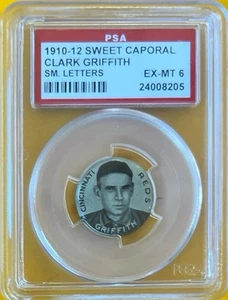 PSA
1910-12 SWEET CAPORAL
CLARK GRIFFITH
SM. LETTERS EX-MT 6
24008205
CINCINNATI REDS
GRIFFITH